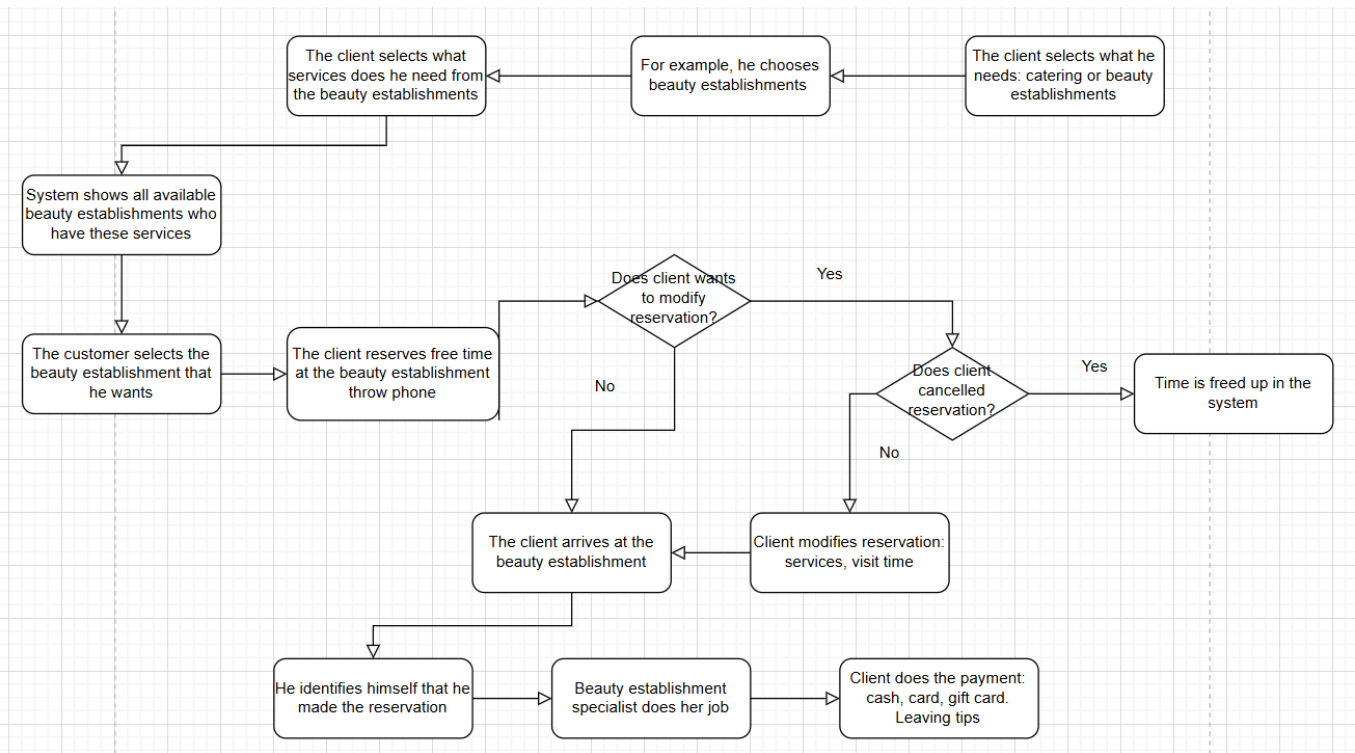 The client selects what
services does he need from
the beauty establishments
For example, he chooses
beauty establishments
The client selects what he
needs: catering or beauty
establishments
System shows all available
beauty establishments who
have these services
The customer selects the
beauty establishment that
he wants
The client reserves free time
at the beauty establishment
throw phone
Does client wants
to modify
reservation?
Yes
No
Does client
cancelled
reservation?
Yes
No
Time is freed up in the
system
The client arrives at the
beauty establishment
Client modifies reservation:
services, visit time
He identifies himself that he
made the reservation
Beauty establishment
specialist does her job
Client does the payment:
cash, card, gift card.
Leaving tips